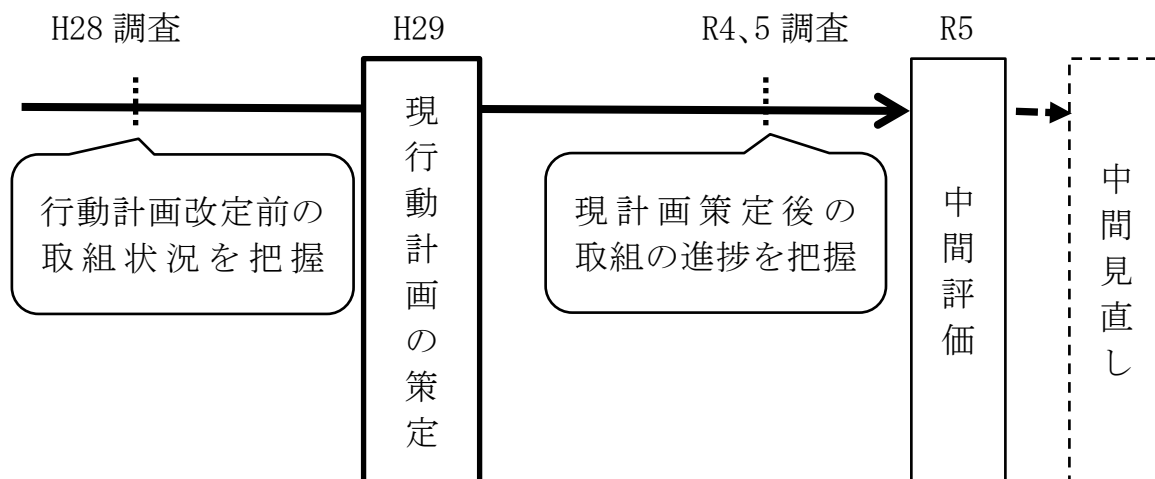 H28 調査
H29
R4、5 調査
R5
行動計画改定前の
取組状況を把握
現行動計画の策定
現計画策定後の
取組の進捗を把握
中間評価
中間見直し